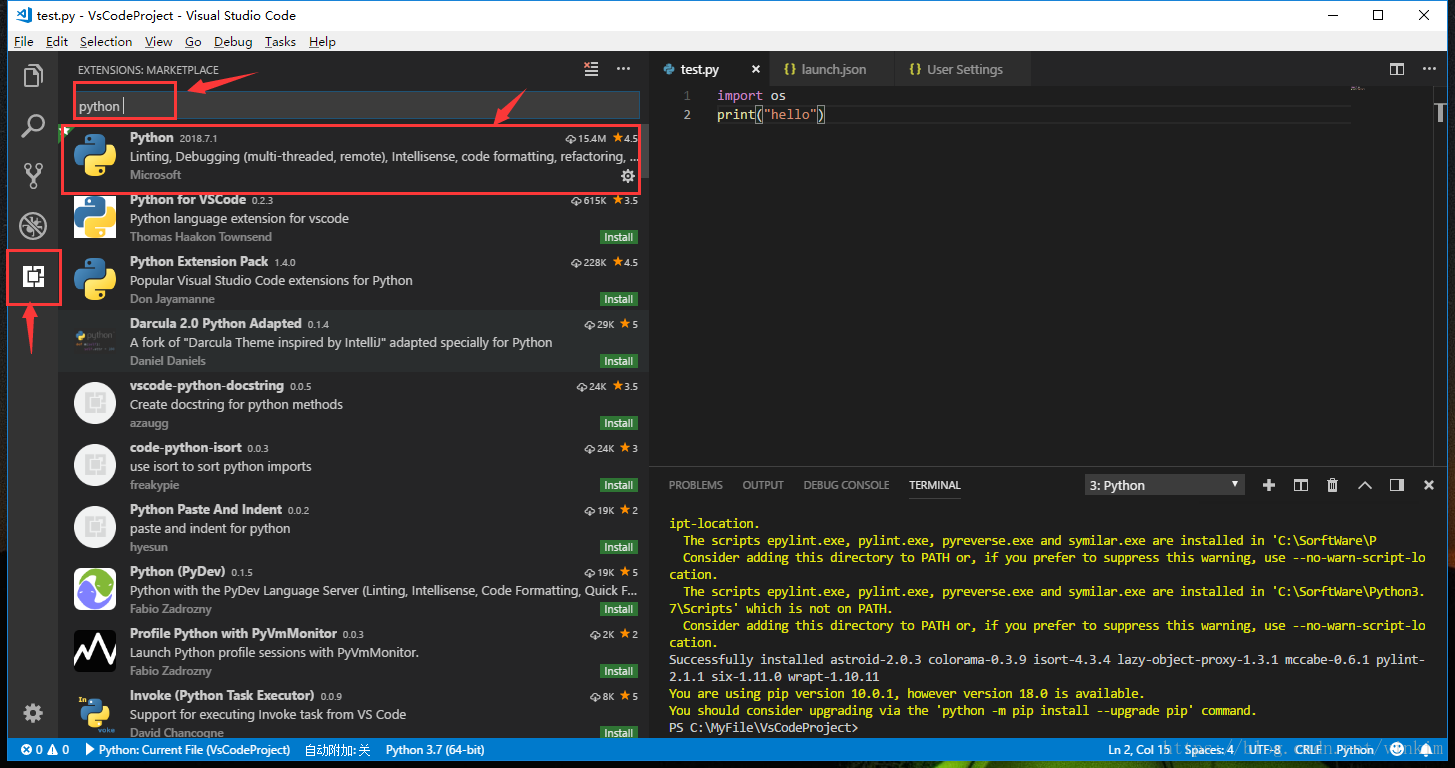 test.py - VsCodeProject - Visual Studio Code
File Edit Selection View Go Debug Tasks Help
EXTENSIONS: MARKETPLACE
python
Python 2018.7.1 15.4M ★4.5
Linting, Debugging (multi-threaded, remote), Intellisense, code formatting, refactoring, ...
Microsoft
Python for VSCode 0.2.3 615K ★3.5
Python language extension for vscode
Thomas Haakon Townsend Install
Python Extension Pack 1.4.0 228K ★4.5
Popular Visual Studio Code extensions for Python
Don Jayamanne Install
Darcula 2.0 Python Adapted 0.1.4 29K ★5
A fork of "Darcula Theme inspired by IntelliJ" adapted specially for Python
Daniel Daniels Install
vscode-python-docstring 0.0.5 24K ★3.5
Create docstring for python methods
azaugg Install
code-python-isort 0.0.3 24K ★3
use isort to sort python imports
freakypie Install
Python Paste And Indent 0.0.2 19K ★2
paste and indent for python
hyesun Install
Python (PyDev) 0.1.5 19K ★5
Python with the PyDev Language Server (Linting, Intellisense, Code Formatting, Quick F...
Fabio Zadrozny Install
Profile Python with PyVmMonitor 0.0.3 2K ★2
Launch Python profile sessions with PyVmMonitor.
Fabio Zadrozny Install
Invoke (Python Task Executor) 0.0.9 8K ★5
Support for executing Invoke task from VS Code
David Chancogne Install
test.py × {} launch.json {} User Settings
1 import os
2 print("hello")
PROBLEMS OUTPUT DEBUG CONSOLE TERMINAL 3: Python
ipt-location.
The scripts epylint.exe, pylint.exe, pyreverse.exe and symilar.exe are installed in 'C:\SorftWare\P
Consider adding this directory to PATH or, if you prefer to suppress this warning, use --no-warn-script-lo
cation.
The scripts epylint.exe, pylint.exe, pyreverse.exe and symilar.exe are installed in 'C:\SorftWare\Python3.
7\Scripts' which is not on PATH.
Consider adding this directory to PATH or, if you prefer to suppress this warning, use --no-warn-script-lo
cation.
Successfully installed astroid-2.0.3 colorama-0.3.9 isort-4.3.4 lazy-object-proxy-1.3.1 mccabe-0.6.1 pylint-
2.1.1 six-1.11.0 wrapt-1.10.11
You are using pip version 10.0.1, however version 18.0 is available.
You should consider upgrading via the 'python -m pip install --upgrade pip' command.
PS C:\MyFile\VsCodeProject>
0 0 Python: Current File (VsCodeProject) 自动附加: 关 Python 3.7 (64-bit) Ln 2, Col 15 Spaces: 4 UTF-8 CRLF Python